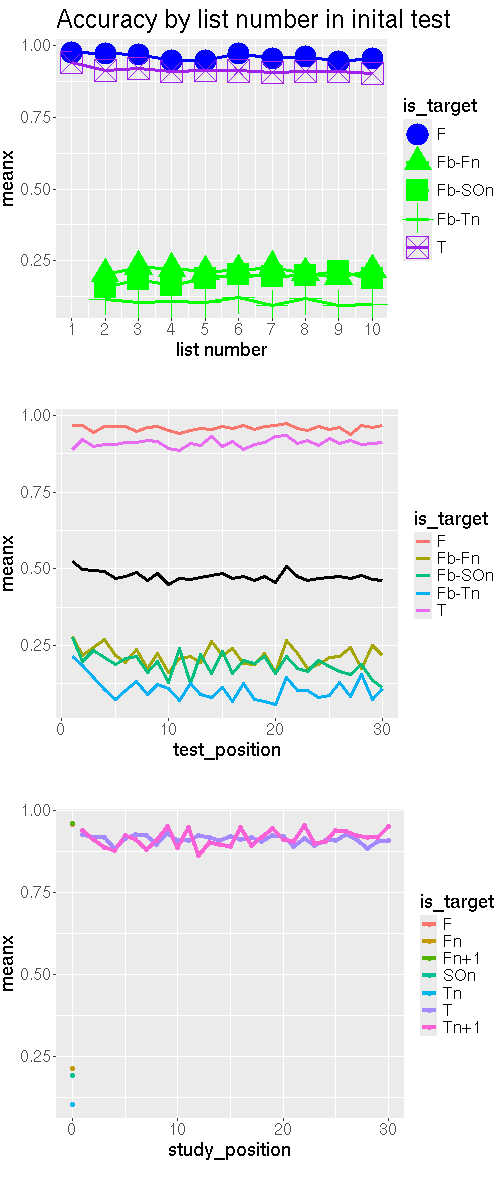 Accuracy by list number in inital test
1.00
0.75
0.50
0.25
meanx
1 2 3 4 5 6 7 8 9 10
list number
is_target
F
Fb-Fn
Fb-SOn
Fb-Tn
T
1.00
0.75
0.50
0.25
meanx
0 10 20 30
test_position
is_target
F
Fb-Fn
Fb-SOn
Fb-Tn
T
1.00
0.75
0.50
0.25
meanx
0 10 20 30
study_position
is_target
F
Fn
Fn+1
SOn
Tn
T
Tn+1